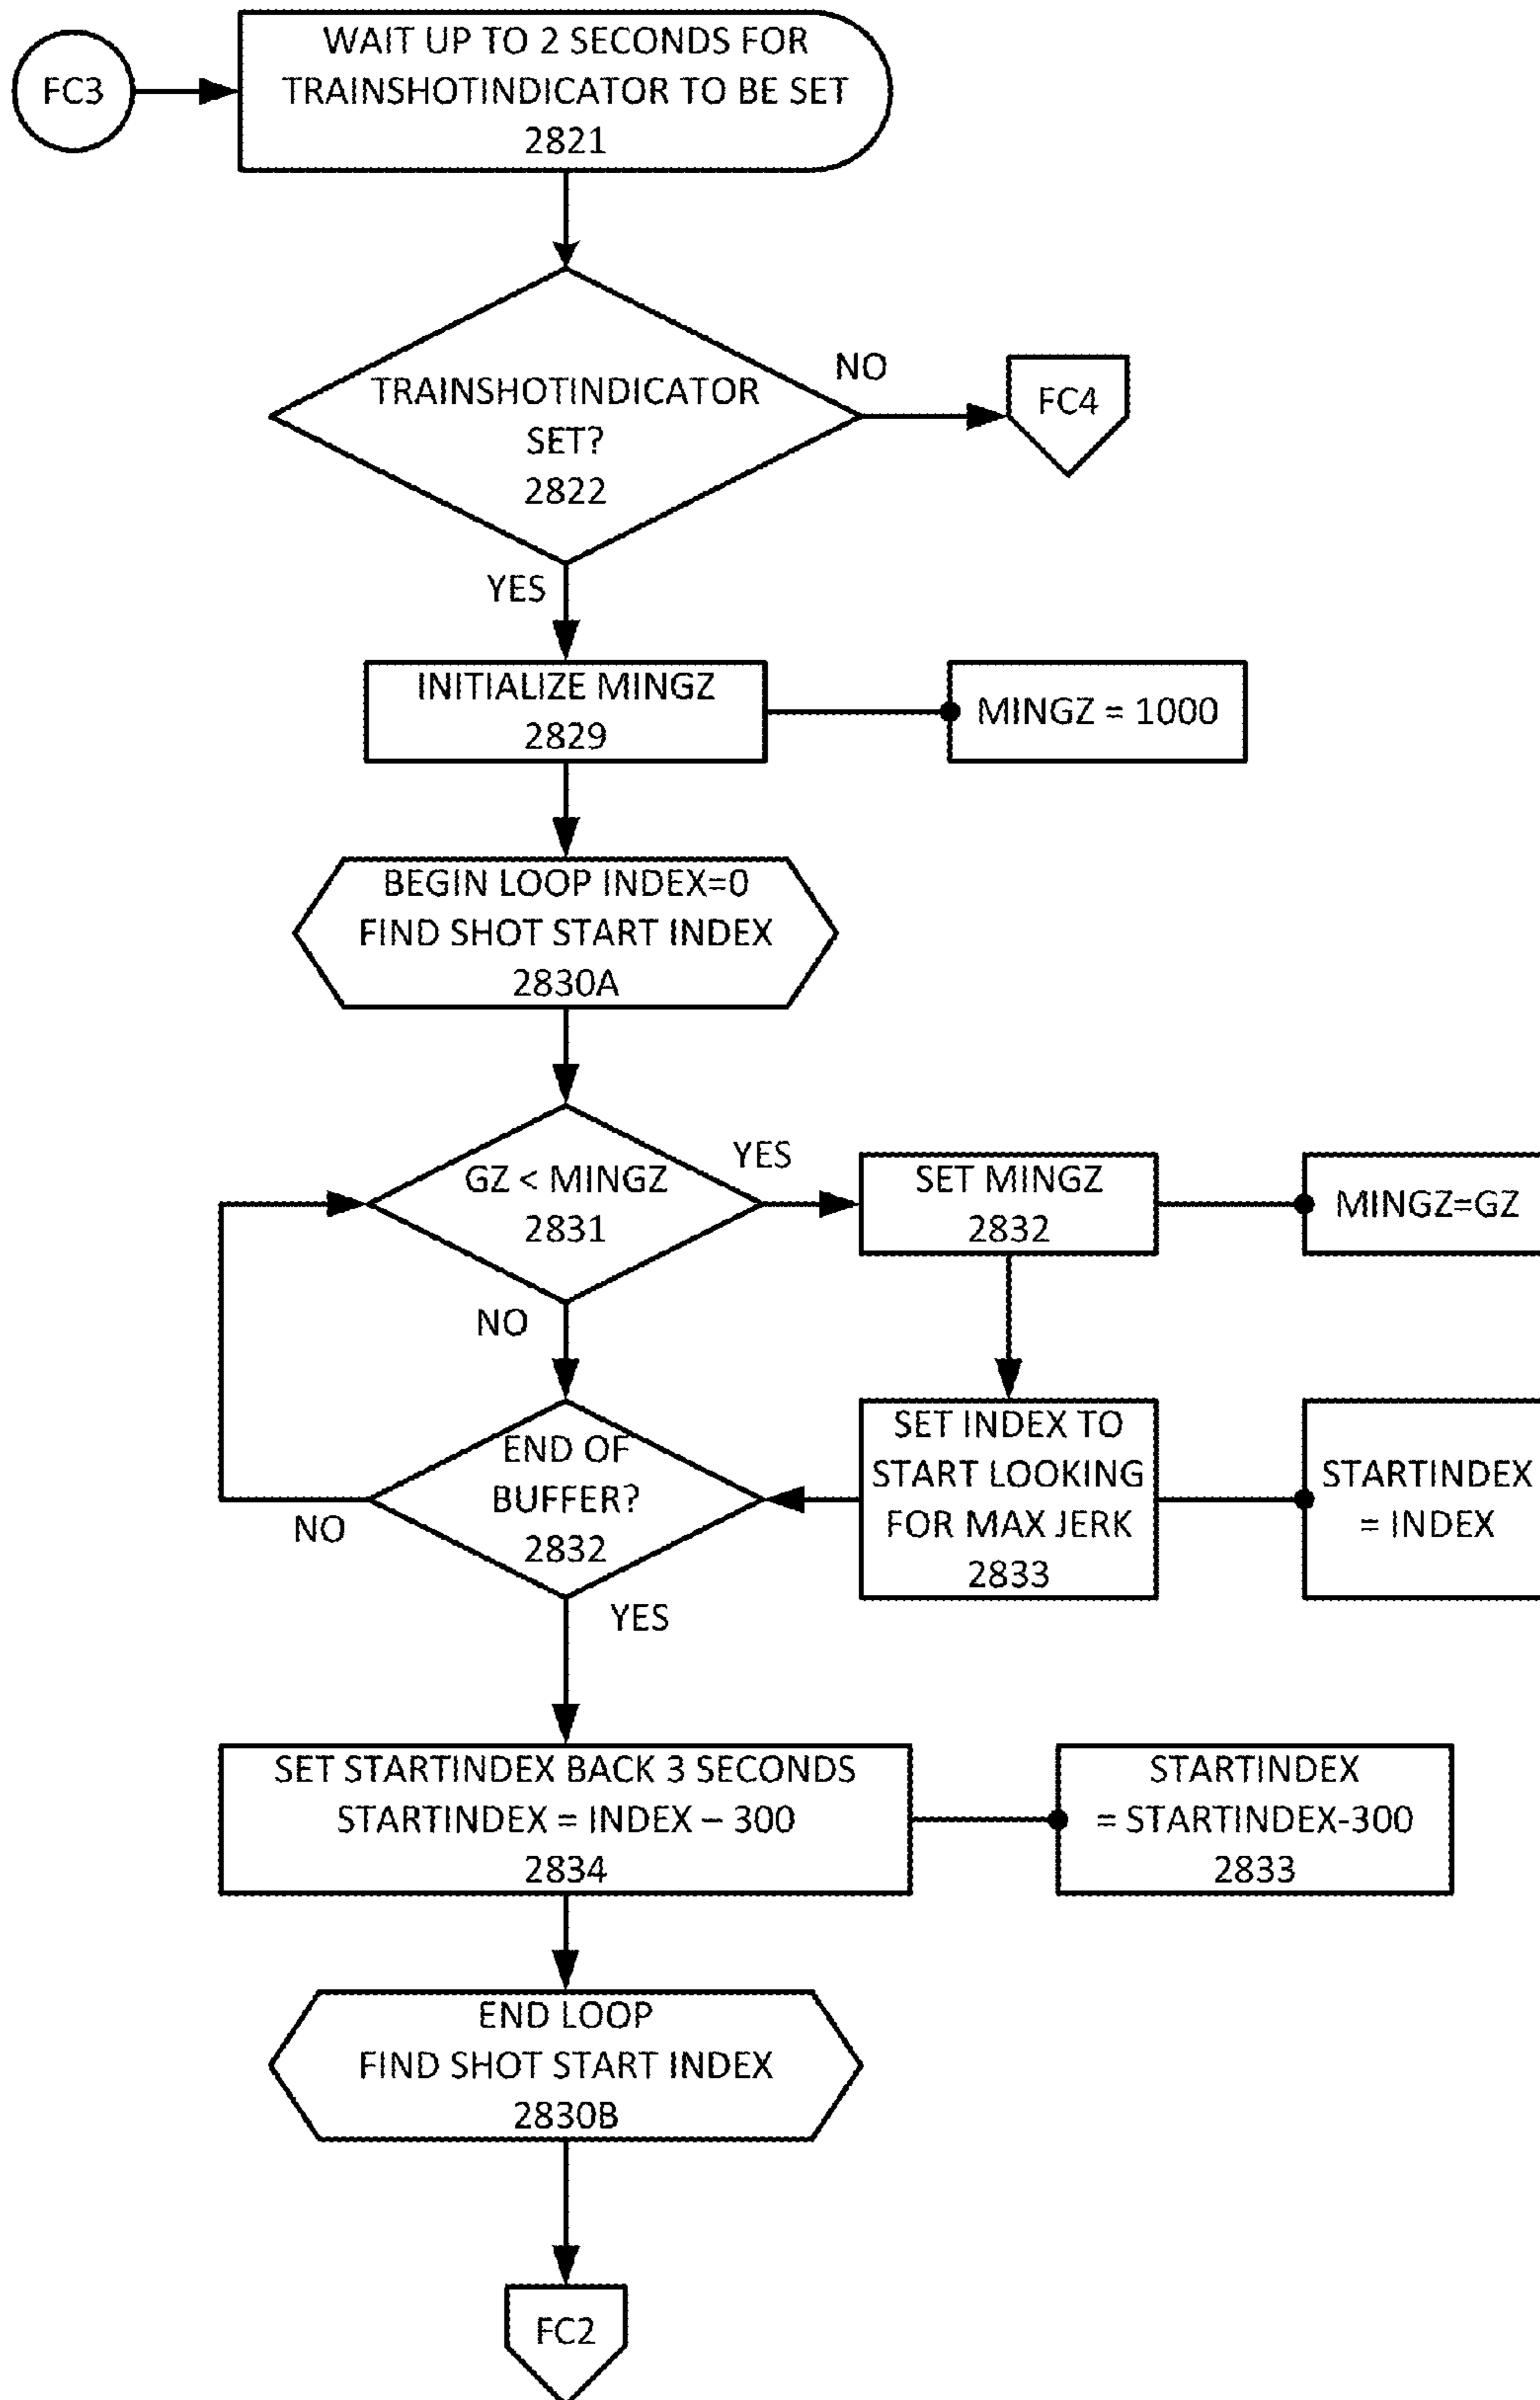 FC3
WAIT UP TO 2 SECONDS FOR
TRAINSHOTINDICATOR TO BE SET
2821
TRAINSHOTINDICATOR
SET?
2822
NO
FC4
YES
INITIALIZE MINGZ
2829
MINGZ = 1000
BEGIN LOOP INDEX=0
FIND SHOT START INDEX
2830A
GZ < MINGZ
2831
YES
SET MINGZ
2832
MINGZ=GZ
NO
END OF
BUFFER?
2832
NO
SET INDEX TO
START LOOKING
FOR MAX JERK
2833
STARTINDEX
= INDEX
YES
SET STARTINDEX BACK 3 SECONDS
STARTINDEX = INDEX – 300
2834
STARTINDEX
= STARTINDEX-300
2833
END LOOP
FIND SHOT START INDEX
2830B
FC2